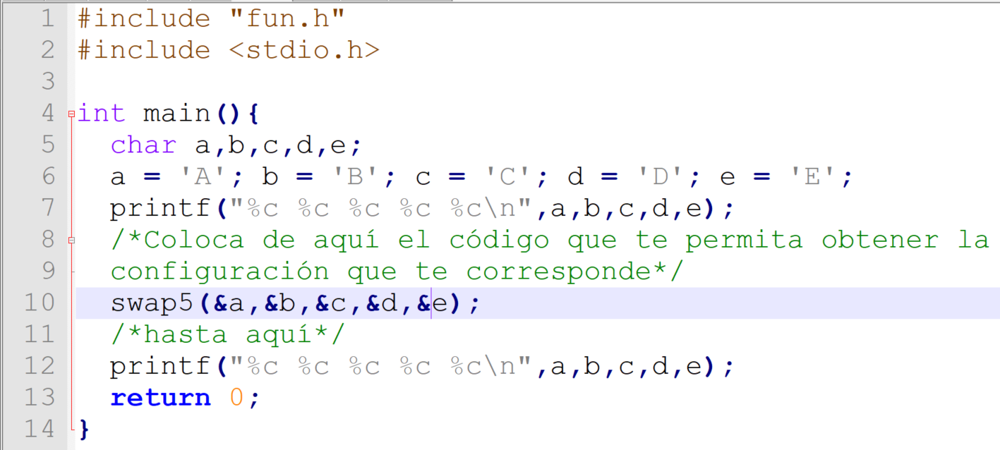 1 #include "fun.h"
2 #include <stdio.h>
3
4 int main(){
5 char a,b,c,d,e;
6 a = 'A'; b = 'B'; c = 'C'; d = 'D'; e = 'E';
7 printf("%c %c %c %c %c\n",a,b,c,d,e);
8 /*Coloca de aquí el código que te permita obtener la
9 configuración que te corresponde*/
10 swap5(&a,&b,&c,&d,&e);
11 /*hasta aquí*/
12 printf("%c %c %c %c %c\n",a,b,c,d,e);
13 return 0;
14 }